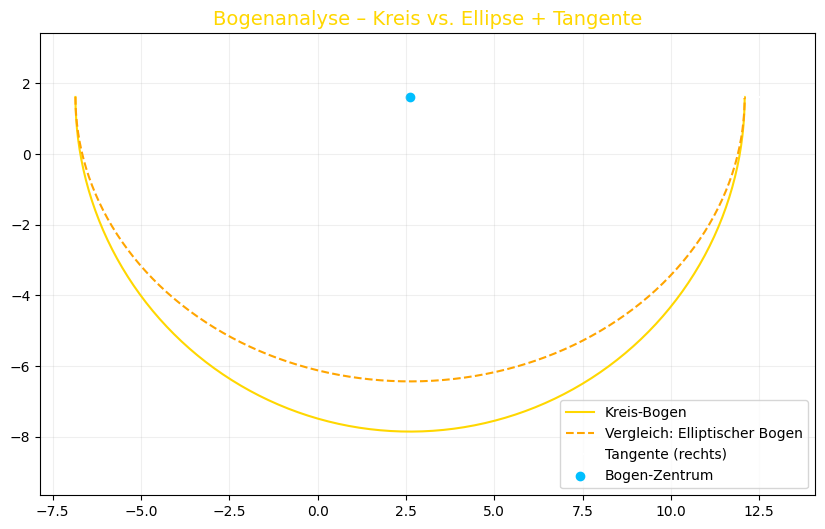 Bogenanalyse – Kreis vs. Ellipse + Tangente
2
0
−2
−4
−6
−8
−7.5 −5.0 −2.5 0.0 2.5 5.0 7.5 10.0 12.5
Kreis-Bogen
Vergleich: Elliptischer Bogen
Tangente (rechts)
Bogen-Zentrum